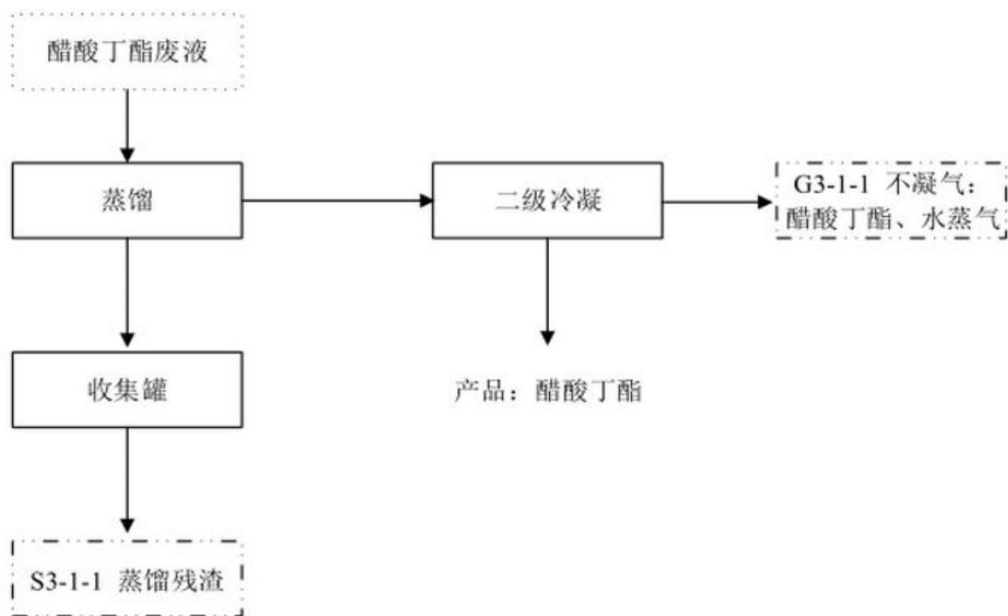 醋酸丁酯废液
蒸馏
二级冷凝
G3-1-1 不凝气：
醋酸丁酯、水蒸气
收集罐
产品：醋酸丁酯
S3-1-1 蒸馏残渣